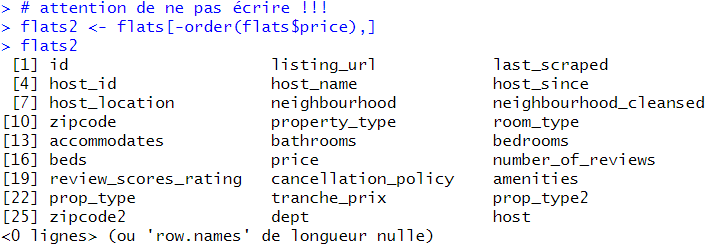 > # attention de ne pas écrire !!!
> flats2 <- flats[-order(flats$price),]
> flats2
 [1] id                   listing_url          last_scraped
 [4] host_id              host_name            host_since
 [7] host_location        neighbourhood        neighbourhood_cleansed
[10] zipcode              property_type        room_type
[13] accommodates         bathrooms            bedrooms
[16] beds                 price                number_of_reviews
[19] review_scores_rating cancellation_policy  amenities
[22] prop_type            tranche_prix         prop_type2
[25] zipcode2             dept                 host
<0 lignes> (ou 'row.names' de longueur nulle)